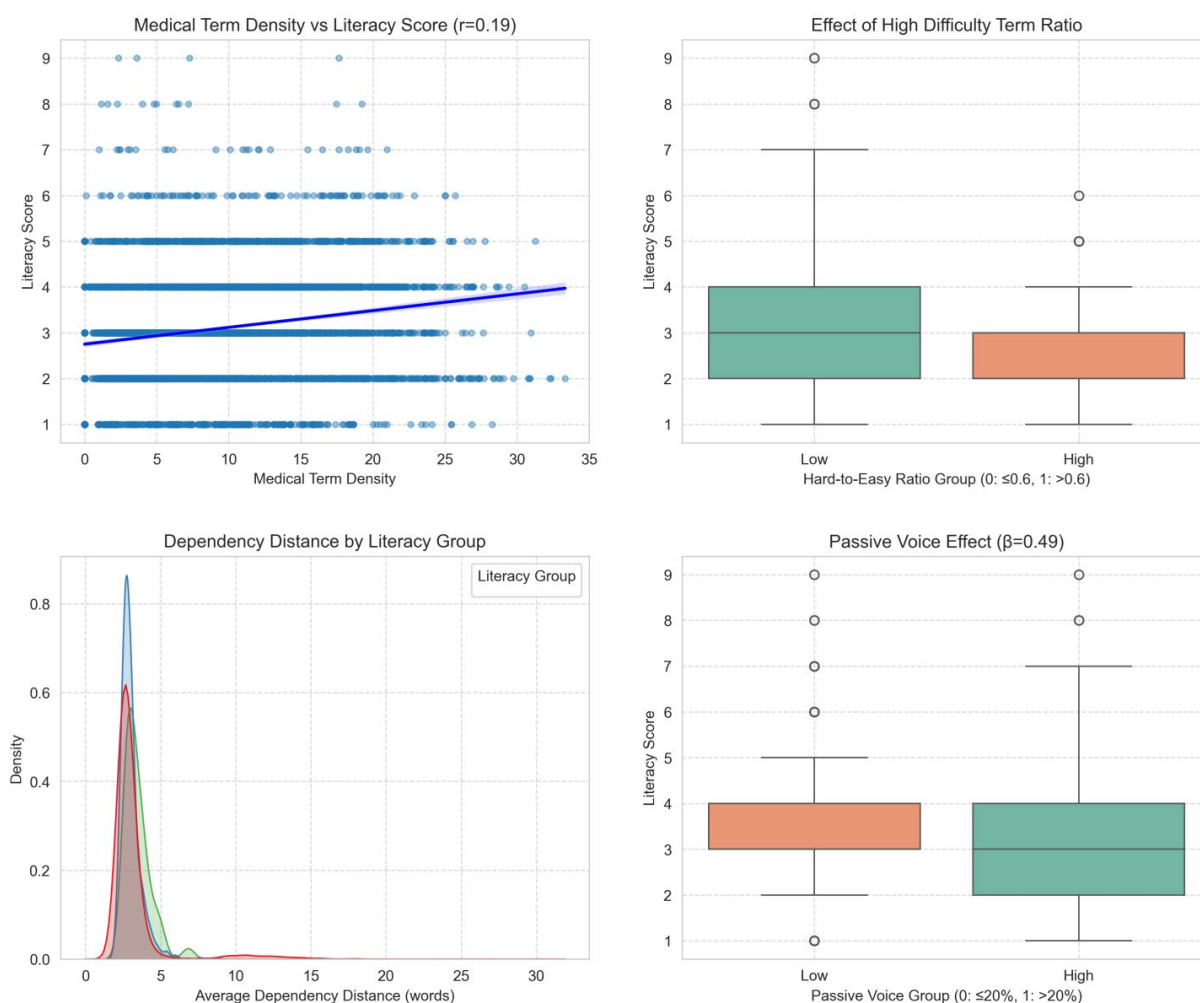 Medical Term Density vs Literacy Score (r=0.19)
9
8
7
6
5
4
3
2
1
Literacy Score
0
5
10
15
20
25
30
35
Medical Term Density
Effect of High Difficulty Term Ratio
9
8
7
6
5
4
3
2
1
Literacy Score
Low
High
Hard-to-Easy Ratio Group (0: ≤0.6, 1: >0.6)
Dependency Distance by Literacy Group
Literacy Group
0.8
0.6
0.4
0.2
0.0
Density
0
5
10
15
20
25
30
Average Dependency Distance (words)
Passive Voice Effect (β=0.49)
9
8
7
6
5
4
3
2
1
Literacy Score
Low
High
Passive Voice Group (0: ≤20%, 1: >20%)